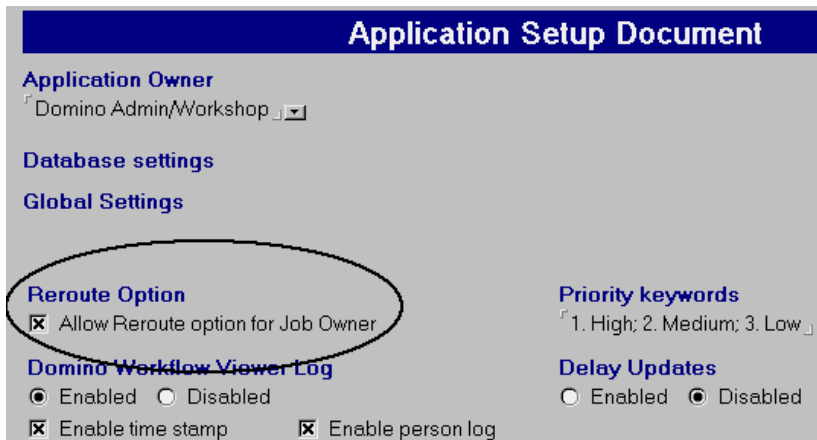 Application Setup Document
Application Owner
Domino Admin/Workshop
Database settings
Global Settings
Reroute Option
Allow Reroute option for Job Owner
Priority keywords
1. High; 2. Medium; 3. Low
Domino Workflow Viewer Log
Enabled Disabled
Enable time stamp Enable person log
Delay Updates
Enabled Disabled